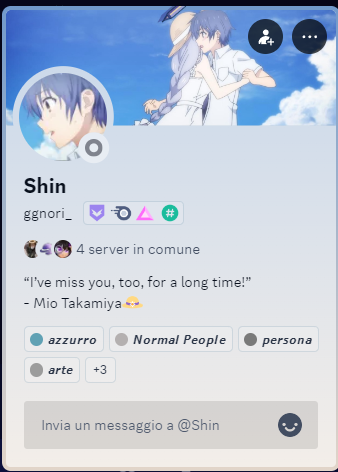 Shin
ggnori_
4 server in comune
“I’ve miss you, too, for a long time!”
- Mio Takamiya
azzurro
Normal People
persona
arte
+3
Invia un messaggio a @Shin